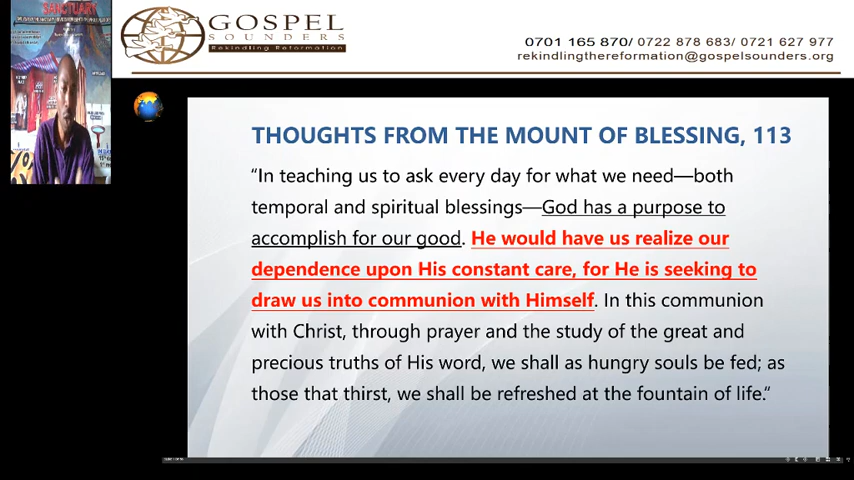 SANCTUARY
GOSPEL
SOUNDERS
Rekindling Reformation
0701 165 870/ 0722 878 683/ 0721 627 977
rekindlingthereformation@gospelsounders.org
THOUGHTS FROM THE MOUNT OF BLESSING, 113
“In teaching us to ask every day for what we need—both
temporal and spiritual blessings—God has a purpose to
accomplish for our good. He would have us realize our
dependence upon His constant care, for He is seeking to
draw us into communion with Himself. In this communion
with Christ, through prayer and the study of the great and
precious truths of His word, we shall as hungry souls be fed; as
those that thirst, we shall be refreshed at the fountain of life.“